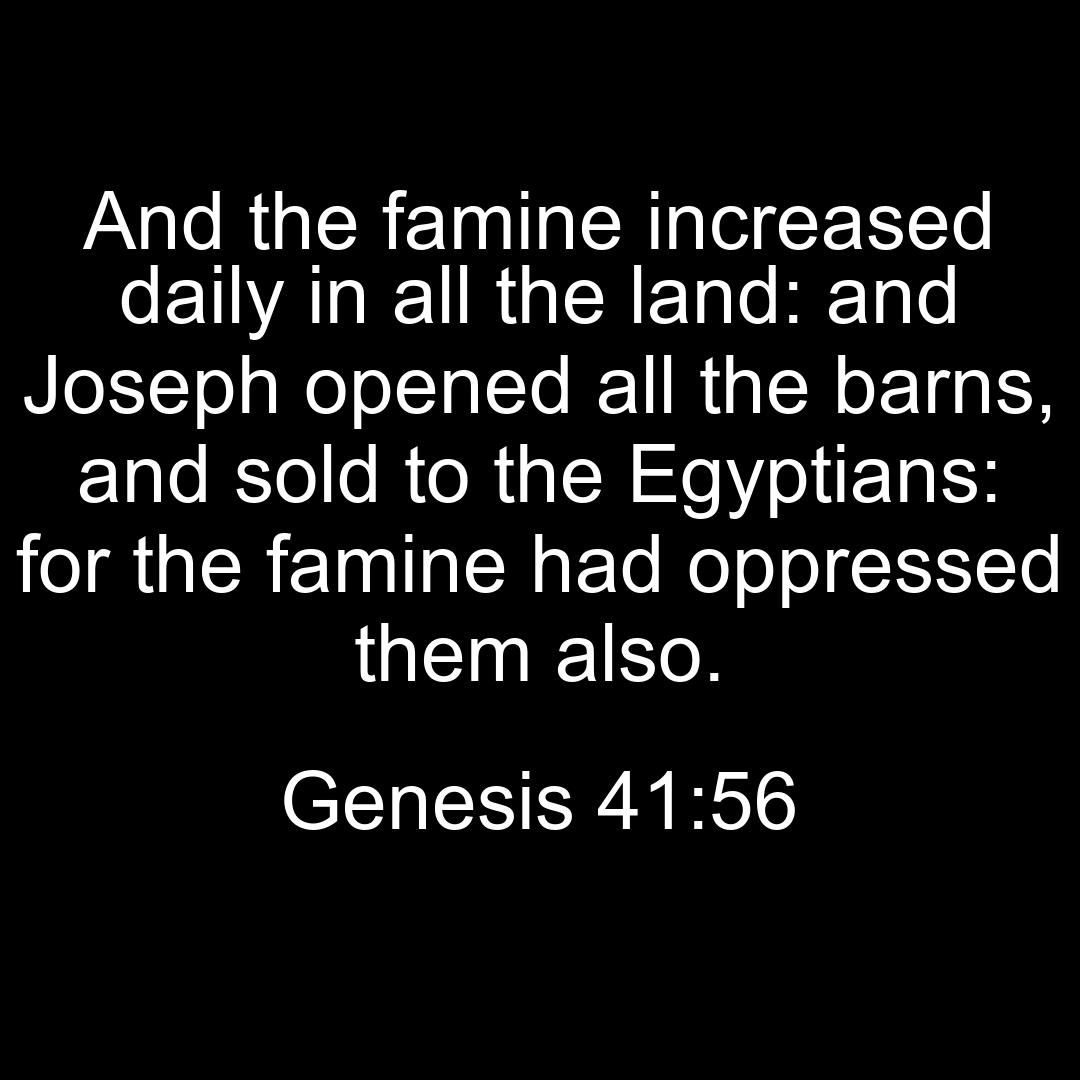 And the famine increased
daily in all the land: and
Joseph opened all the barns,
and sold to the Egyptians:
for the famine had oppressed
them also.
Genesis 41:56